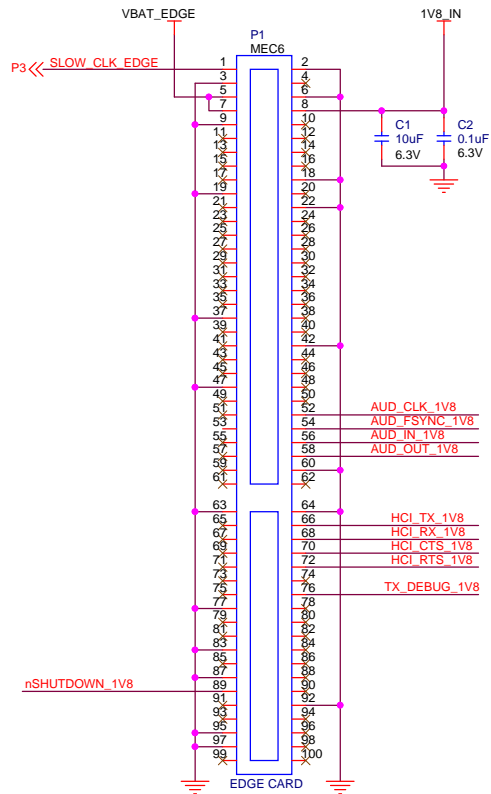 VBAT_EDGE 1V8_IN
P1
MEC6
P3 SLOW_CLK_EDGE 1 2
3 4
5 6
7 8
9 10
11 12
13 14
15 16
17 18
19 20
21 22
23 24
25 26
27 28
29 30
31 32
33 34
35 36
37 38
39 40
41 42
43 44
45 46
47 48
49 50
51 52 AUD_CLK_1V8
53 54 AUD_FSYNC_1V8
55 56 AUD_IN_1V8
57 58 AUD_OUT_1V8
59 60
61 62
63 64
65 66 HCI_TX_1V8
67 68 HCI_RX_1V8
69 70 HCI_CTS_1V8
71 72 HCI_RTS_1V8
73 74
75 76 TX_DEBUG_1V8
77 78
79 80
81 82
83 84
85 86
87 88
nSHUTDOWN_1V8 89 90
91 92
93 94
95 96
97 98
99 100
EDGE CARD
C1
10uF
6.3V
C2
0.1uF
6.3V